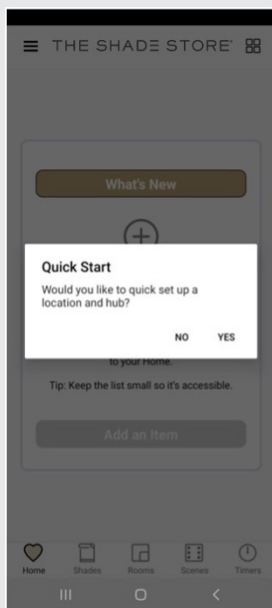 THE SHADE STORE
What's New
Quick Start
Would you like to quick set up a
location and hub?
NO YES
to your Home.
Tip: Keep the list small so it's accessible.
Add an Item
Home Shades Rooms Scenes Timers